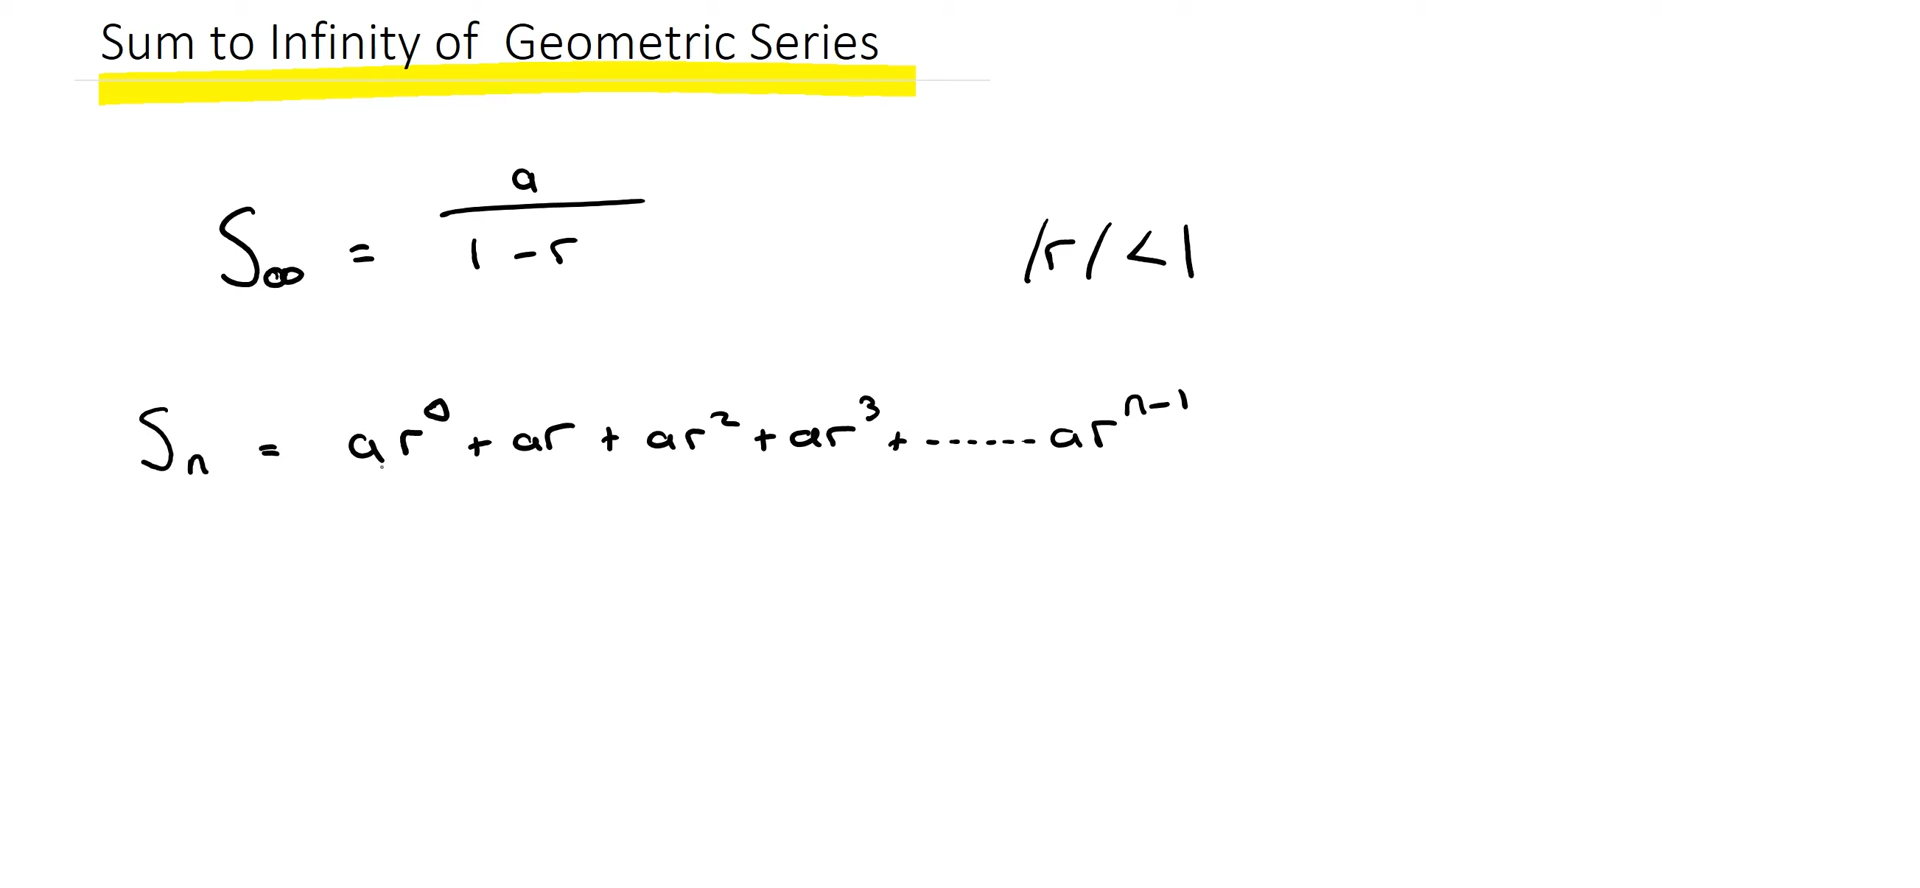 Sum to Infinity of Geometric Series
S∞ = a / (1 - r)    |r| < 1
Sₙ = ar⁰ + ar + ar² + ar³ + ...... arⁿ⁻¹